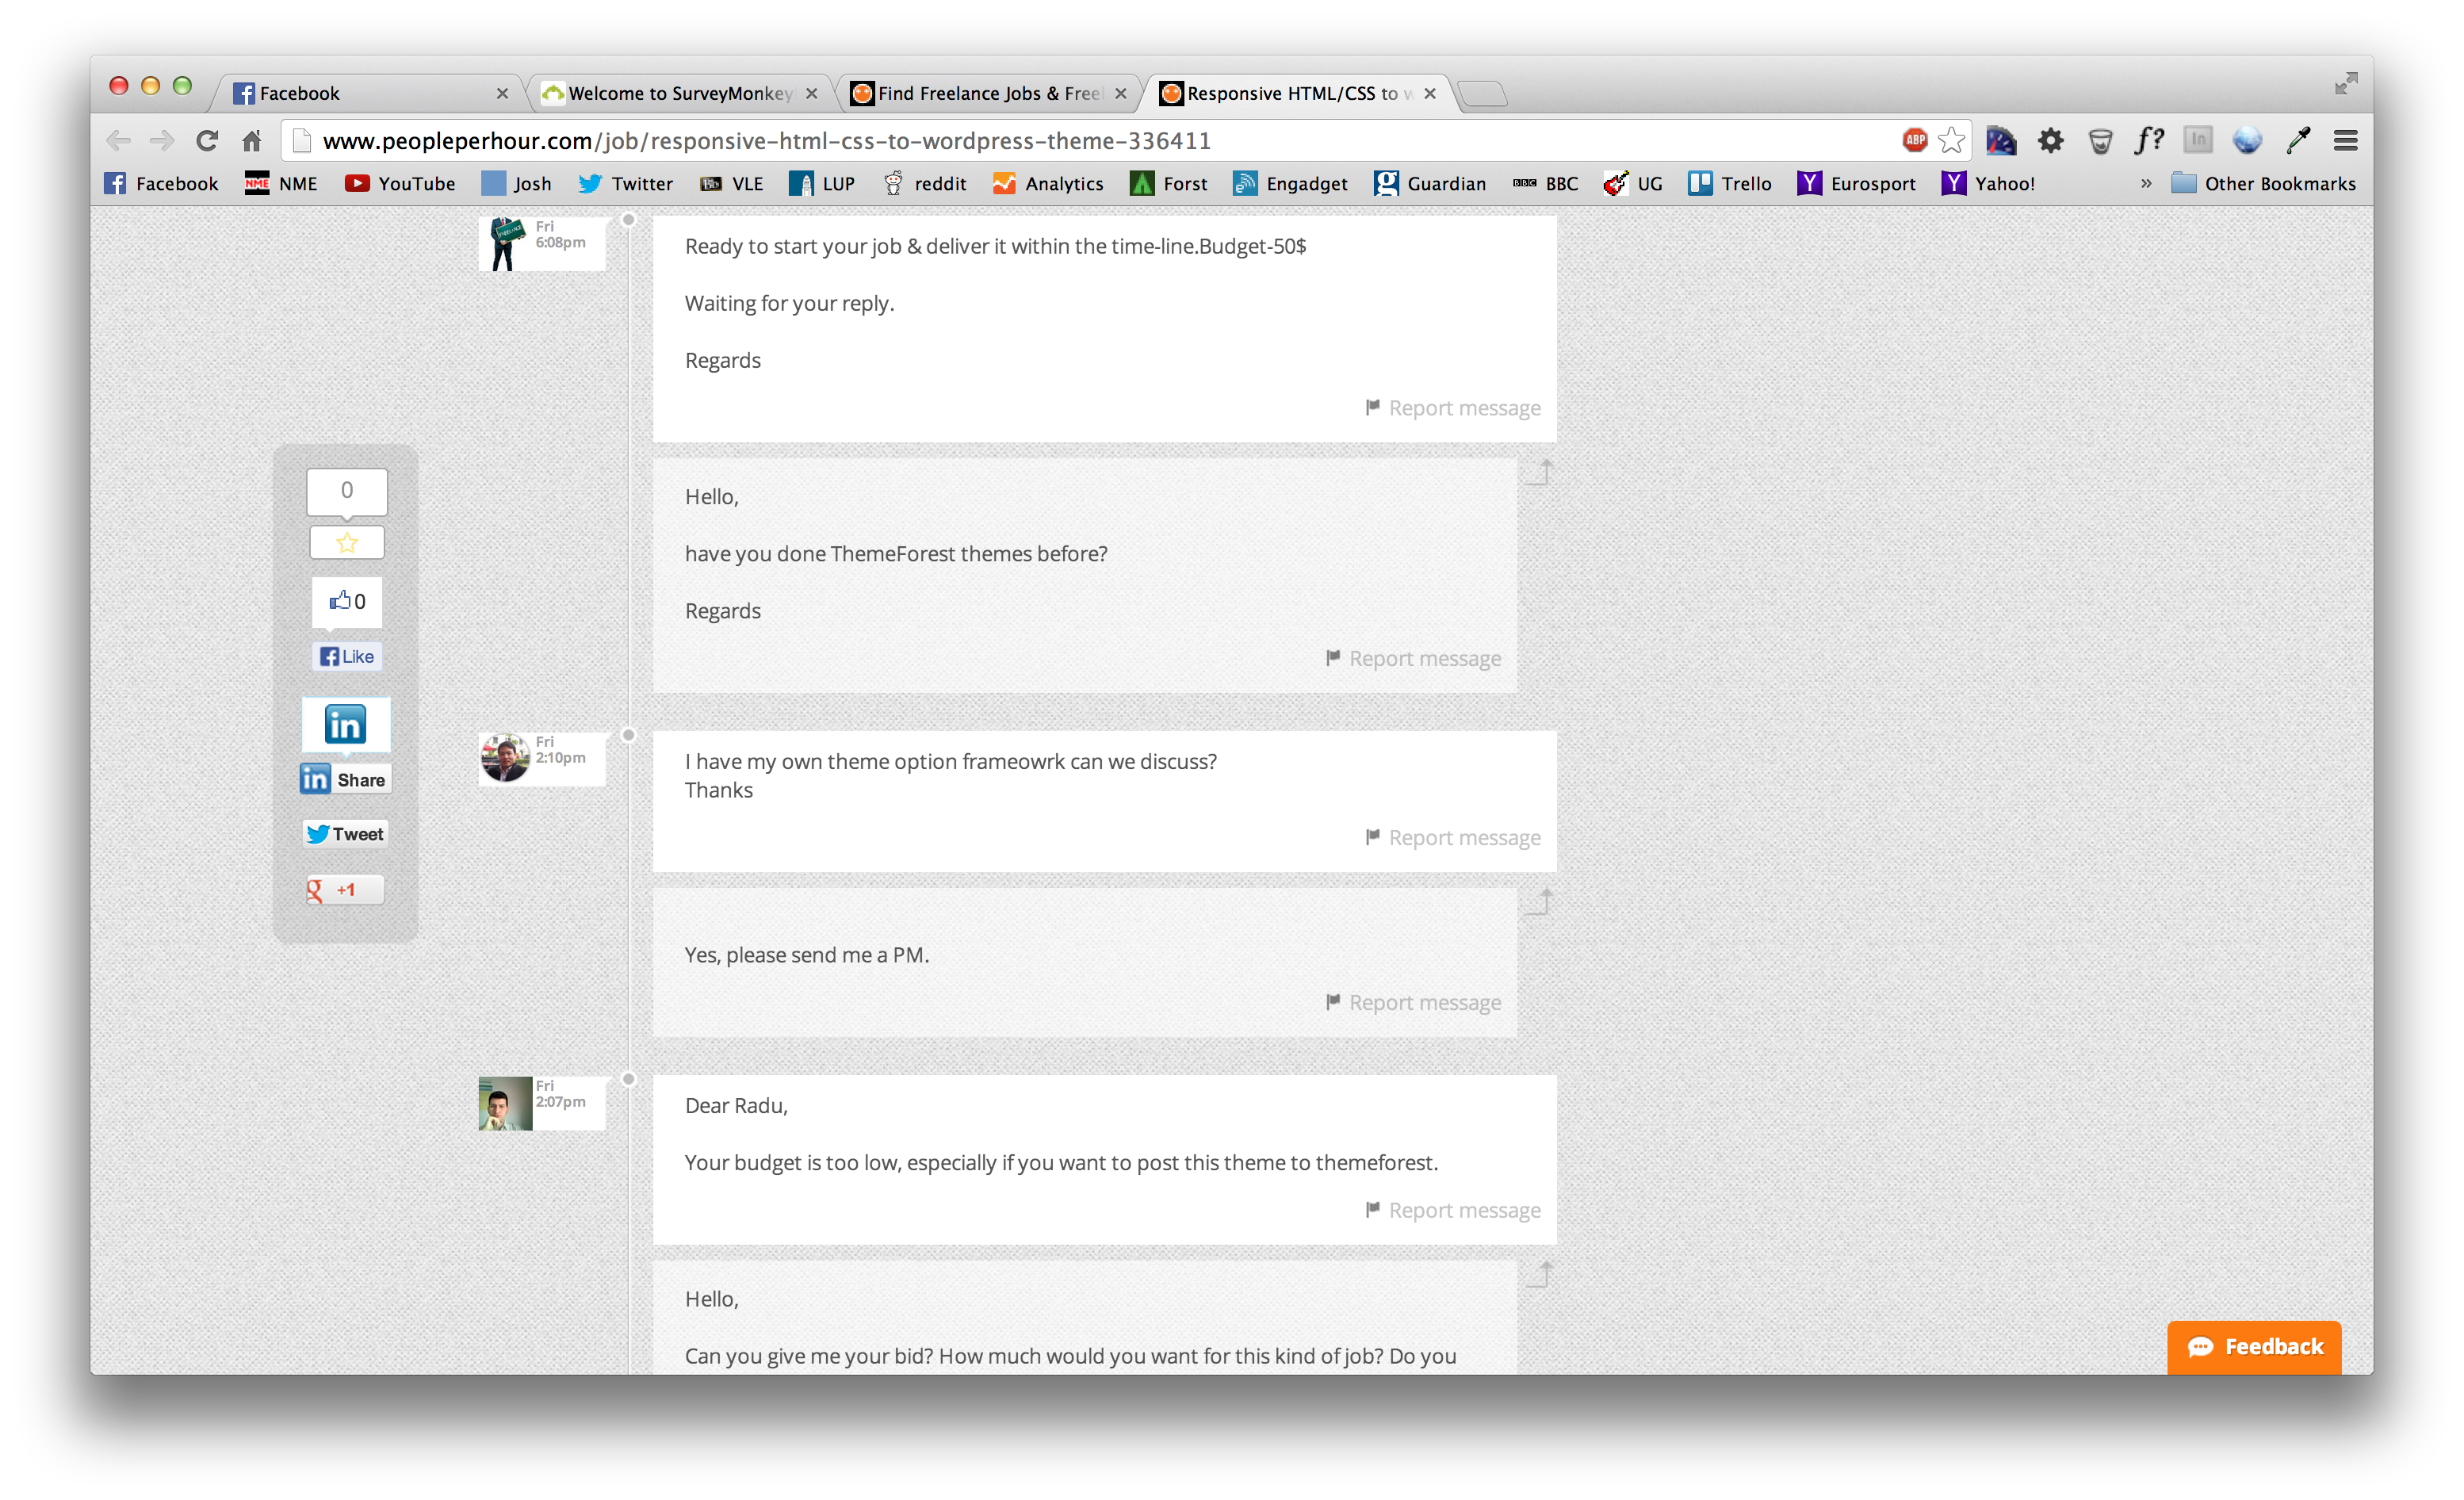 Facebook
Welcome to SurveyMonkey
Find Freelance Jobs & Freel
Responsive HTML/CSS to w
www.peopleperhour.com/job/responsive-html-css-to-wordpress-theme-336411
ABP
f?
in
Facebook NME NME YouTube Josh Twitter VLE LUP reddit Analytics Forst Engadget Guardian BBC BBC UG Trello Eurosport Yahoo! » Other Bookmarks
Fri
6:08pm
Ready to start your job & deliver it within the time-line.Budget-50$
Waiting for your reply.
Regards
Report message
Hello,
have you done ThemeForest themes before?
Regards
Report message
0
0
Like
in
in Share
Tweet
g +1
Fri
2:10pm
I have my own theme option frameowrk can we discuss?
Thanks
Report message
Yes, please send me a PM.
Report message
Fri
2:07pm
Dear Radu,
Your budget is too low, especially if you want to post this theme to themeforest.
Report message
Hello,
Can you give me your bid? How much would you want for this kind of job? Do you
Feedback